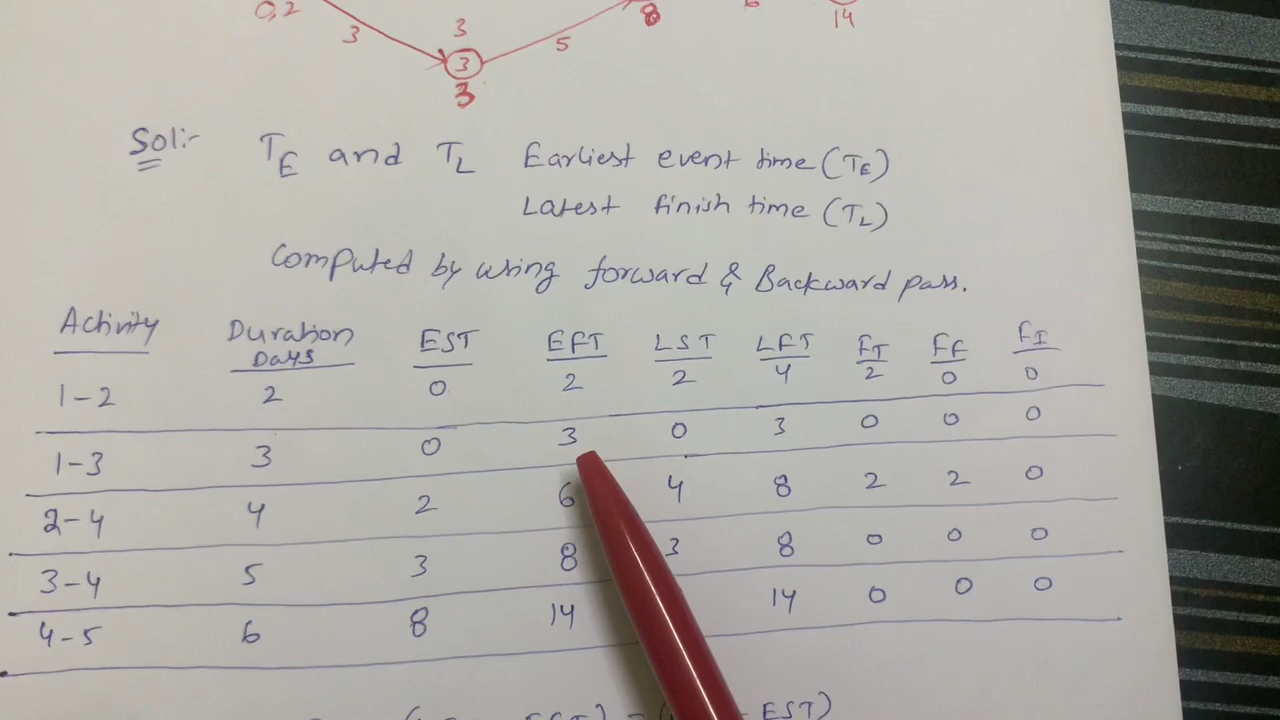 0,2
3
3
3
3
5
8
14
Sol:-
TE and TL Earliest event time (TE)
Latest finish time (TL)
Computed by using forward & Backward pass.
Activity Duration Days EST EFT LST LFT FT FF FI
1-2 2 0 2 2 4 2 0 0
1-3 3 0 3 0 3 0 0 0
2-4 4 2 6 4 8 2 2 0
3-4 5 3 8 3 8 0 0 0
4-5 6 8 14 14 0 0 0
EST)